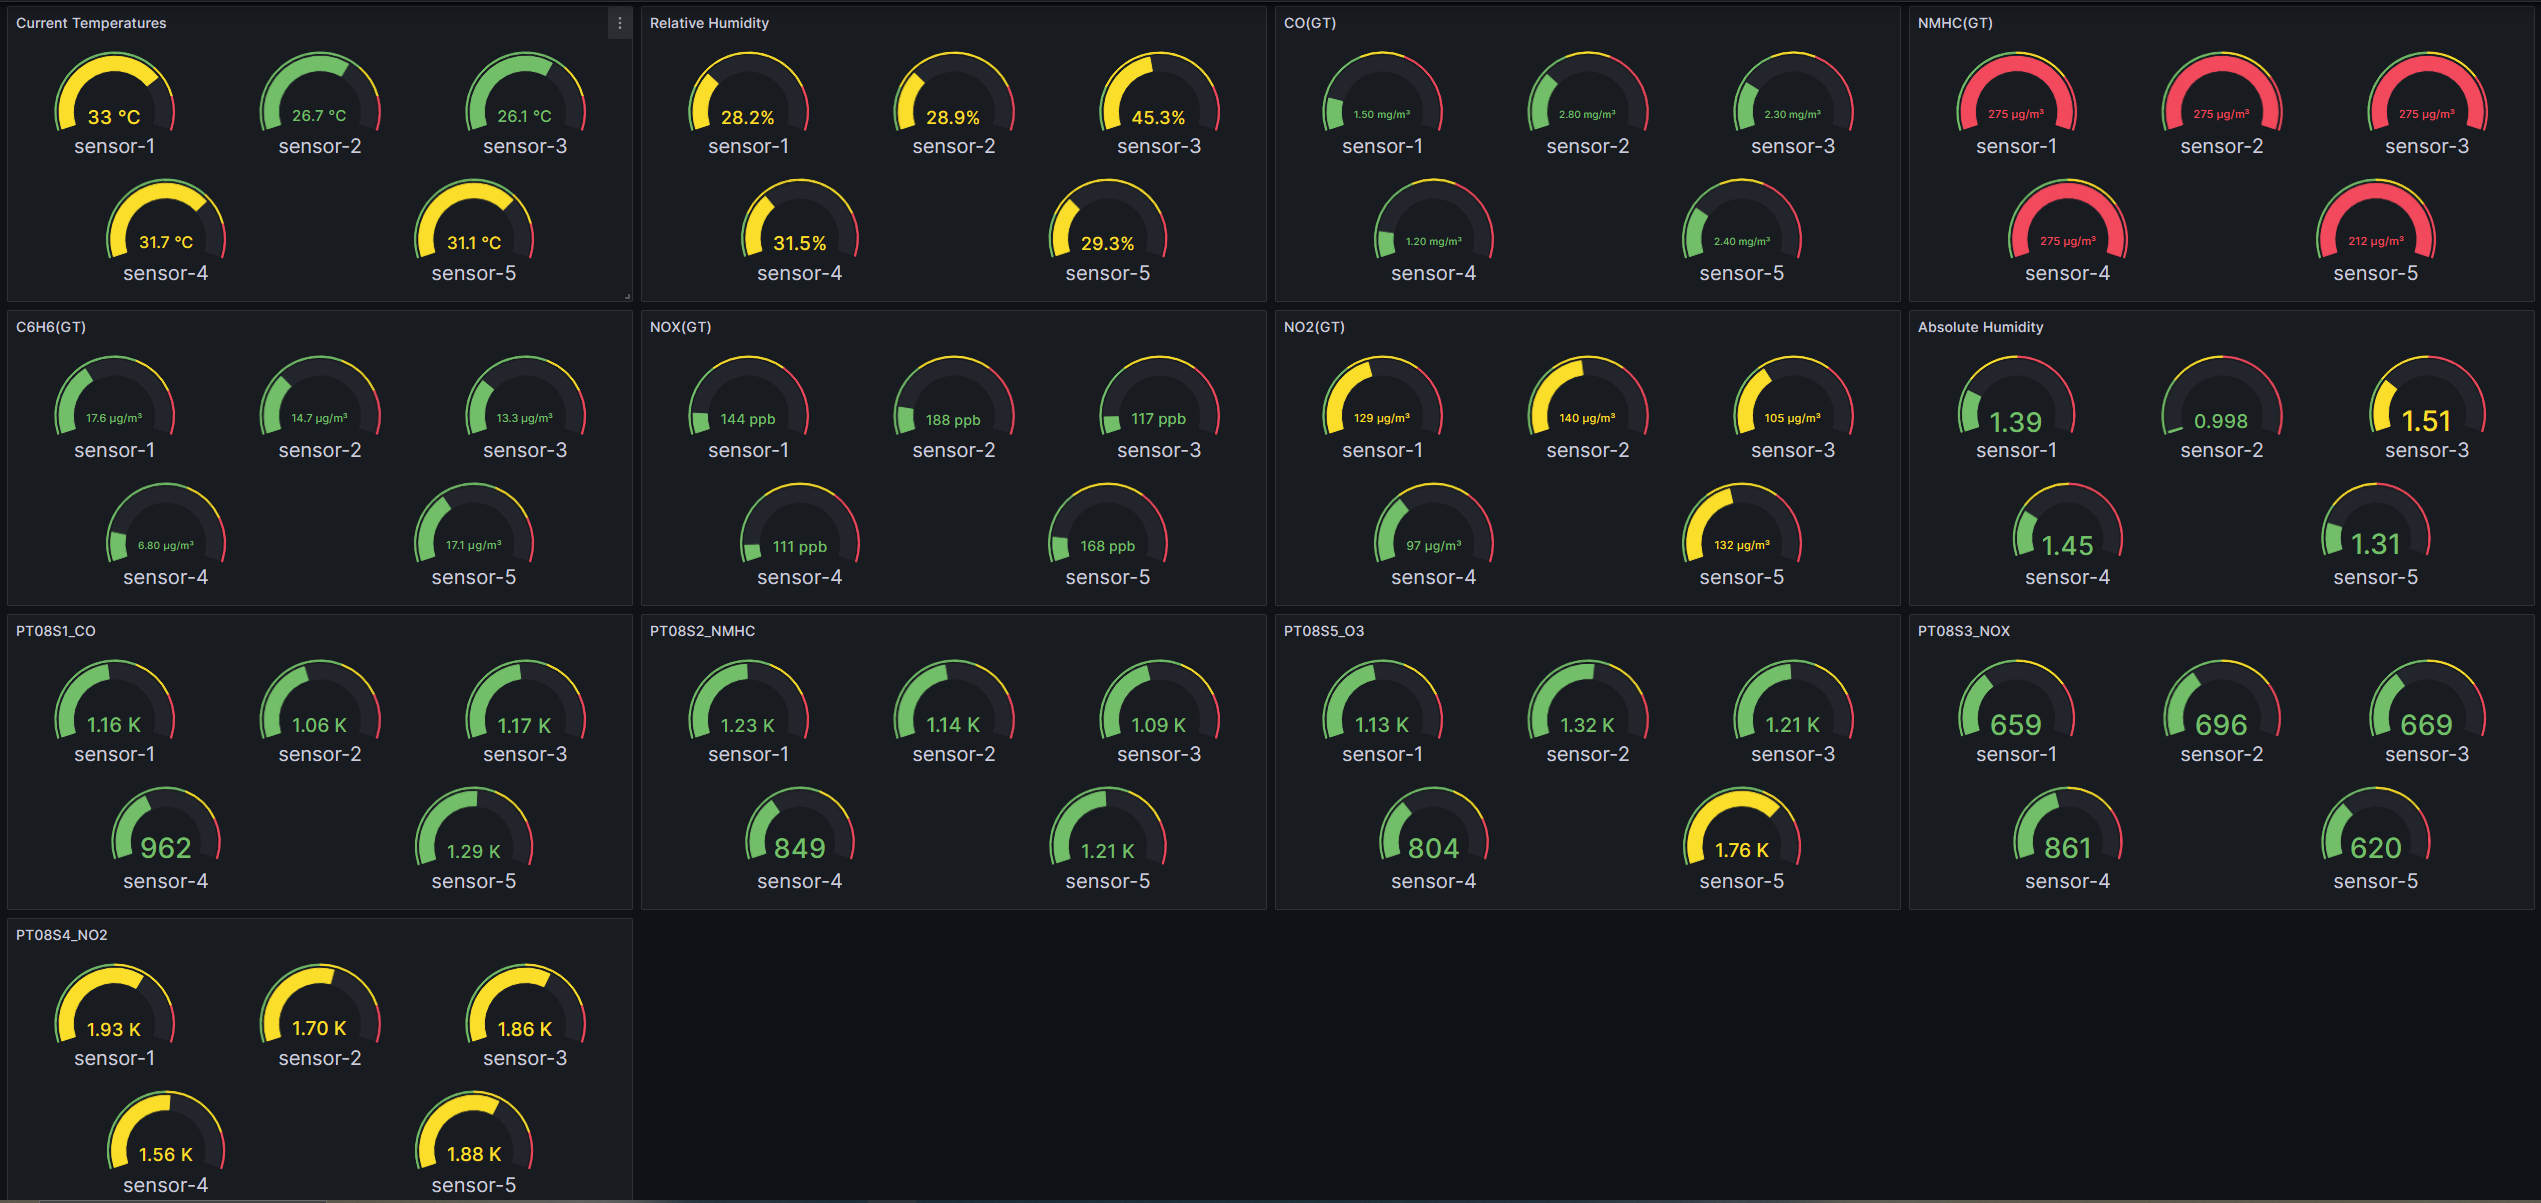 Current Temperatures
33 °C
26.7 °C
26.1 °C
sensor-1
sensor-2
sensor-3
31.7 °C
31.1 °C
sensor-4
sensor-5
Relative Humidity
28.2%
28.9%
45.3%
sensor-1
sensor-2
sensor-3
31.5%
29.3%
sensor-4
sensor-5
CO(GT)
1.50 mg/m³
2.80 mg/m³
2.30 mg/m³
sensor-1
sensor-2
sensor-3
1.20 mg/m³
2.40 mg/m³
sensor-4
sensor-5
NMHC(GT)
275 µg/m³
275 µg/m³
275 µg/m³
sensor-1
sensor-2
sensor-3
275 µg/m³
212 µg/m³
sensor-4
sensor-5
C6H6(GT)
17.6 µg/m³
14.7 µg/m³
13.3 µg/m³
sensor-1
sensor-2
sensor-3
6.80 µg/m³
17.1 µg/m³
sensor-4
sensor-5
NOX(GT)
144 ppb
188 ppb
117 ppb
sensor-1
sensor-2
sensor-3
111 ppb
168 ppb
sensor-4
sensor-5
NO2(GT)
129 µg/m³
140 µg/m³
105 µg/m³
sensor-1
sensor-2
sensor-3
97 µg/m³
132 µg/m³
sensor-4
sensor-5
Absolute Humidity
1.39
0.998
1.51
sensor-1
sensor-2
sensor-3
1.45
1.31
sensor-4
sensor-5
PT08S1_CO
1.16 K
1.06 K
1.17 K
sensor-1
sensor-2
sensor-3
962
1.29 K
sensor-4
sensor-5
PT08S2_NMHC
1.23 K
1.14 K
1.09 K
sensor-1
sensor-2
sensor-3
849
1.21 K
sensor-4
sensor-5
PT08S5_O3
1.13 K
1.32 K
1.21 K
sensor-1
sensor-2
sensor-3
804
1.76 K
sensor-4
sensor-5
PT08S3_NOX
659
696
669
sensor-1
sensor-2
sensor-3
861
620
sensor-4
sensor-5
PT08S4_NO2
1.93 K
1.70 K
1.86 K
sensor-1
sensor-2
sensor-3
1.56 K
1.88 K
sensor-4
sensor-5